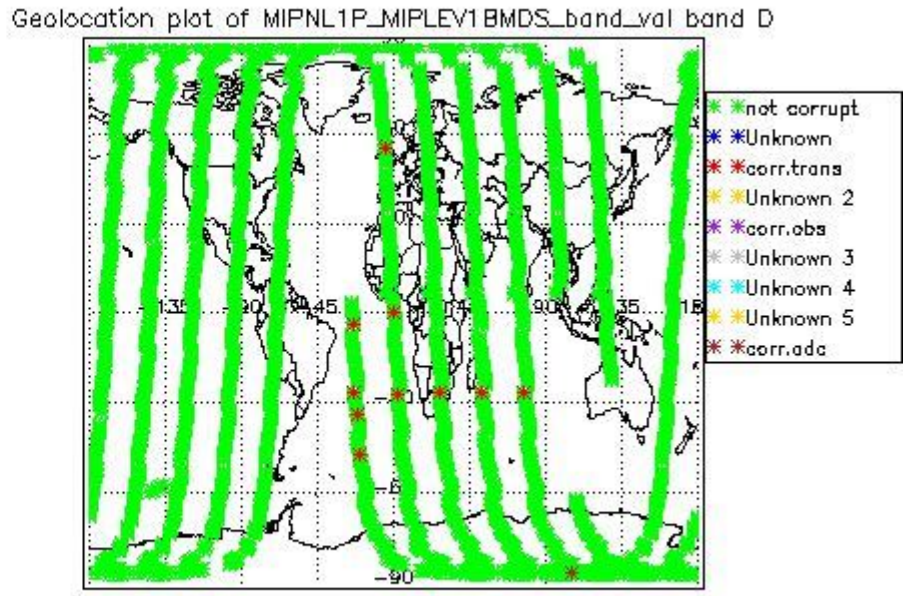 Geolocation plot of MIPNL1P_MIPLEV1BMDS_band_val band D
not corrupt
Unknown
corr.trans
Unknown 2
corr.obs
Unknown 3
Unknown 4
Unknown 5
corr.adc
135
90
45
90
135
-90